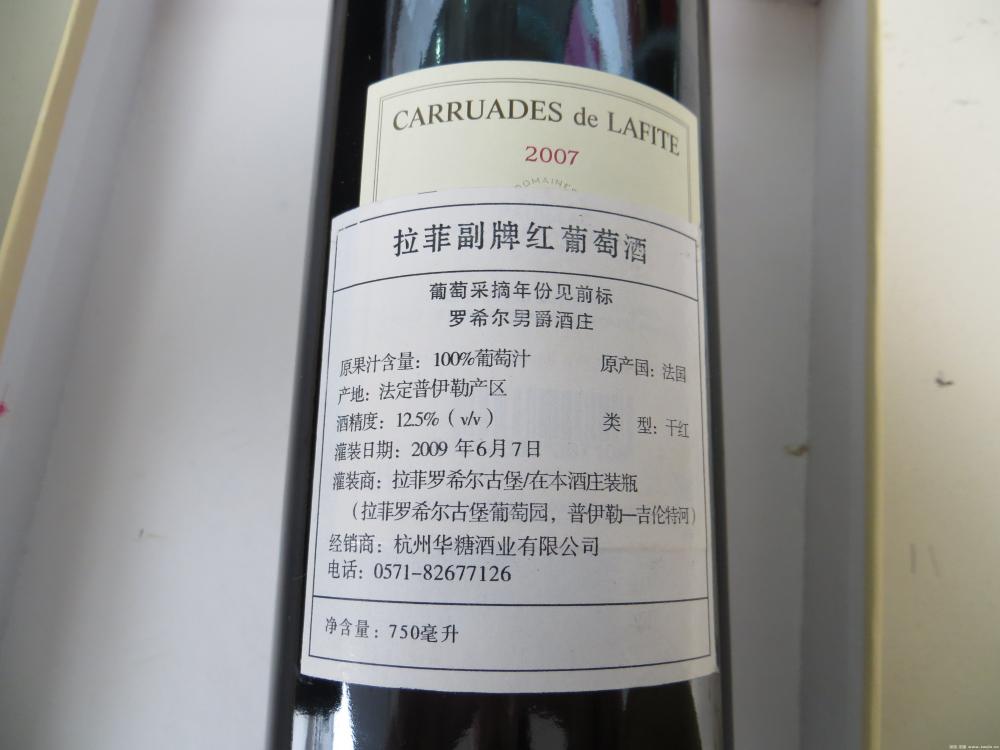 CARRUADES de LAFITE
2007
DOMAINES
拉菲副牌红葡萄酒
葡萄采摘年份见前标
罗希尔男爵酒庄
原果汁含量：100%葡萄汁 原产国：法国
产地：法定普伊勒产区
酒精度：12.5%（v/v） 类 型：干红
灌装日期：2009 年6月7日
灌装商：拉菲罗希尔古堡/在本酒庄装瓶
（拉菲罗希尔古堡葡萄园，普伊勒—吉伦特河）
经销商：杭州华糖酒业有限公司
电话：0571-82677126
净含量：750毫升